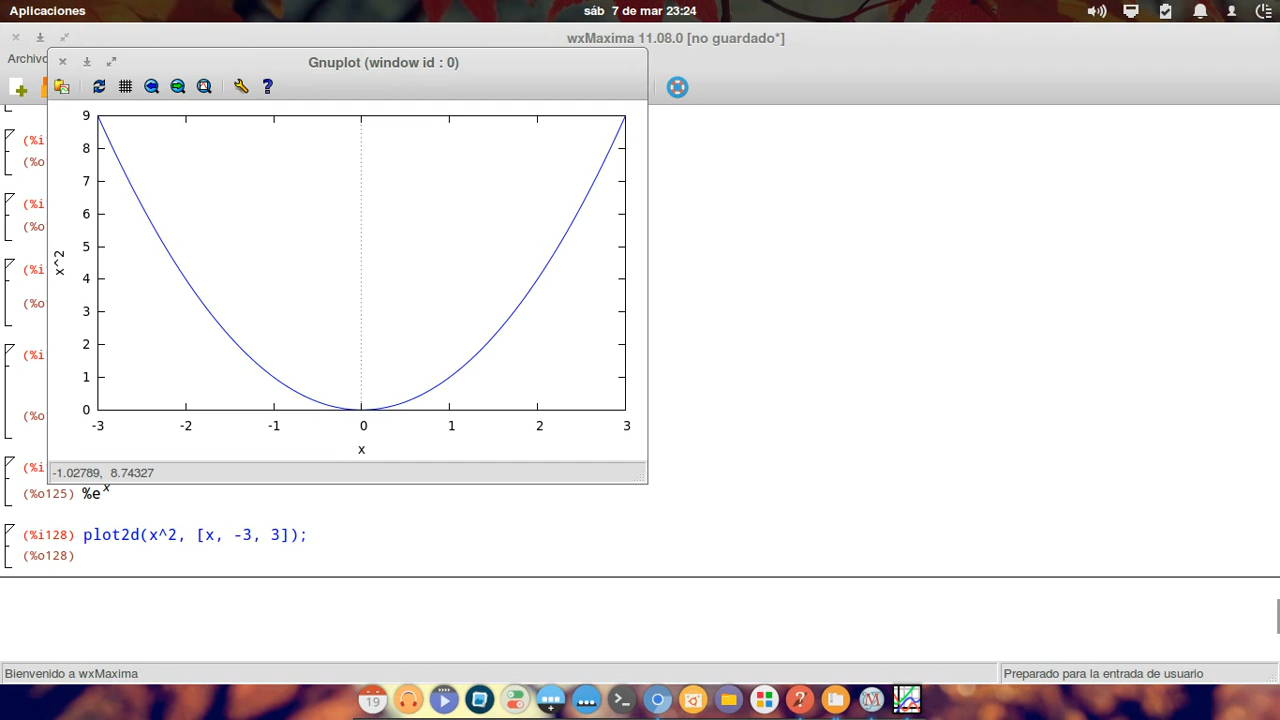 Aplicaciones
sáb 7 de mar 23:24
wxMaxima 11.08.0 [no guardado*]
Archivo
Gnuplot (window id : 0)
9
8
7
6
5
4
3
2
1
0
x^2
-3 -2 -1 0 1 2 3
x
-1.02789, 8.74327
(%i
(%o
(%i
(%o
(%i
(%o
(%i
(%o
(%i
(%o125) %e^x
(%i128) plot2d(x^2, [x, -3, 3]);
(%o128)
Bienvenido a wxMaxima
Preparado para la entrada de usuario
19